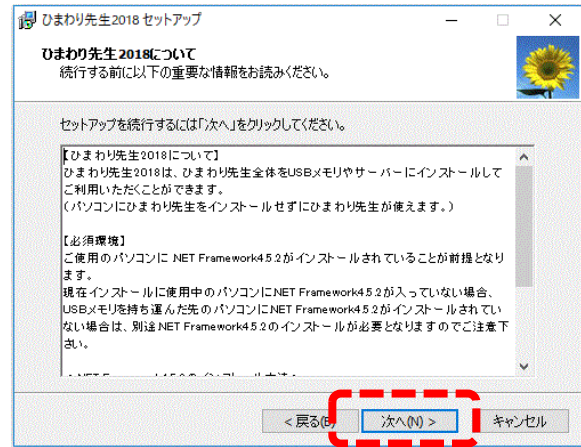 ひまわり先生2018 セットアップ
ひまわり先生2018について
続行する前に以下の重要な情報をお読みください。
セットアップを続行するには「次へ」をクリックしてください。
【ひまわり先生2018について】
ひまわり先生2018は、ひまわり先生全体をUSBメモリやサーバーにインストールして
ご利用いただくことができます。
(パソコンにひまわり先生をインストールせずにひまわり先生が使えます。)
【必須環境】
ご使用のパソコンに NET Framework4.5.2がインストールされていることが前提となり
ます。
現在インストールに使用中のパソコンにNET Framework4.5.2が入っていない場合、
USBメモリを持ち運んだ先のパソコンにNET Framework4.5.2がインストールされてい
ない場合は、別途NET Framework4.5.2のインストールが必要となりますのでご注意下
さい。
< 戻る(B) 次へ(N) > キャンセル